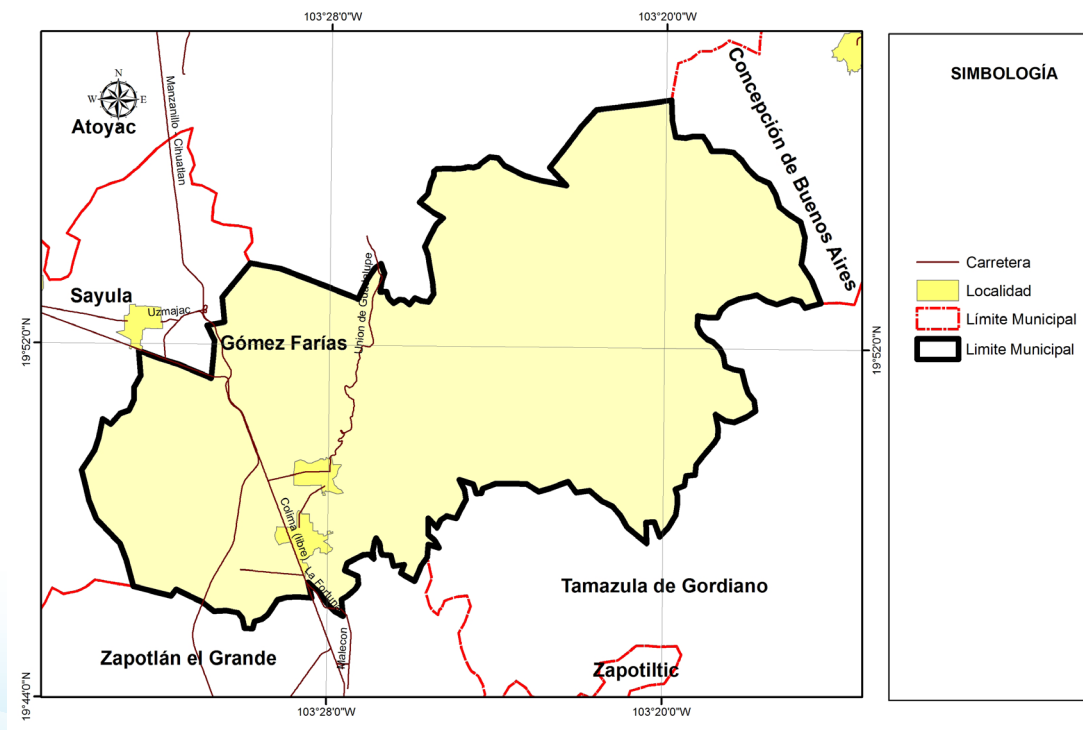 103°28'0"W
103°20'0"W
N
W
E
S
Atoyac
Manzanillo - Cihuatlan
Concepción de Buenos Aires
Sayula
Uzmajac
Union de Guadalupe
Gómez Farías
19°52'0"N
19°52'0"N
Colima (libre)
La Fortuna
Tamazula de Gordiano
Malecon
Zapotlán el Grande
Zapotiltic
19°44'0"N
103°28'0"W
103°20'0"W
SIMBOLOGÍA
Carretera
Localidad
Límite Municipal
Limite Municipal